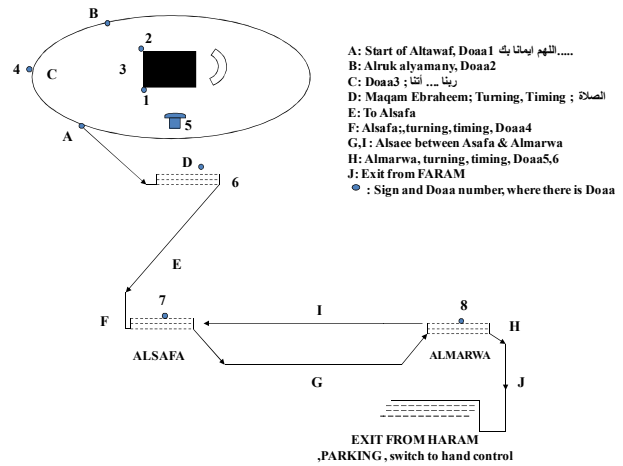 B
2
4
C
3
1
5
A
D
6
E
7
F
ALSAFA
I
8
H
ALMARWA
G
J
EXIT FROM HARAM
,PARKING , switch to hand control
A: Start of Altawaf, Doaa1 اللهم ايمانا بك .....
B: Alruk alyamany, Doaa2
C: Doaa3 ; ربنا .... أتنا
D: Maqam Ebraheem; Turning, Timing ; الصلاة
E: To Alsafa
F: Alsafa;,turning,timing, Doaa4
G,I : Alsaee between Asafa & Almarwa
H: Almarwa, turning, timing, Doaa5,6
J: Exit from FARAM
: Sign and Doaa number, where there is Doaa